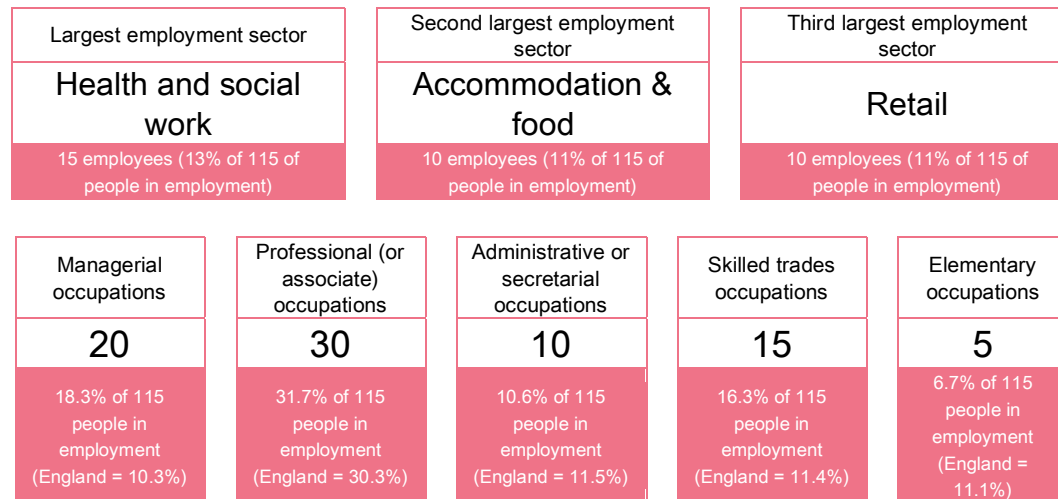 Largest employment sector
Health and social
work
15 employees (13% of 115 of
people in employment)
Second largest employment
sector
Accommodation &
food
10 employees (11% of 115 of
people in employment)
Third largest employment
sector
Retail
10 employees (11% of 115 of
people in employment)
Managerial
occupations
20
18.3% of 115
people in
employment
(England = 10.3%)
Professional (or
associate)
occupations
30
31.7% of 115
people in
employment
(England = 30.3%)
Administrative or
secretarial
occupations
10
10.6% of 115
people in
employment
(England = 11.5%)
Skilled trades
occupations
15
16.3% of 115
people in
employment
(England = 11.4%)
Elementary
occupations
5
6.7% of 115
people in
employment
(England =
11.1%)